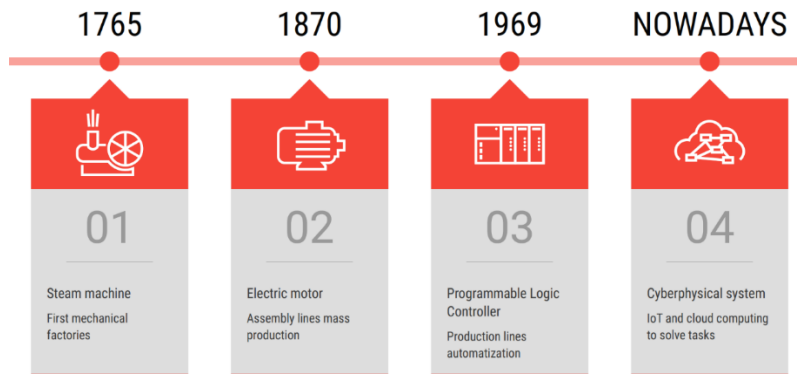 1765
1870
1969
NOWADAYS
01
Steam machine
First mechanical
factories
02
Electric motor
Assembly lines mass
production
03
Programmable Logic
Controller
Production lines
automatization
04
Cyberphysical system
IoT and cloud computing
to solve tasks